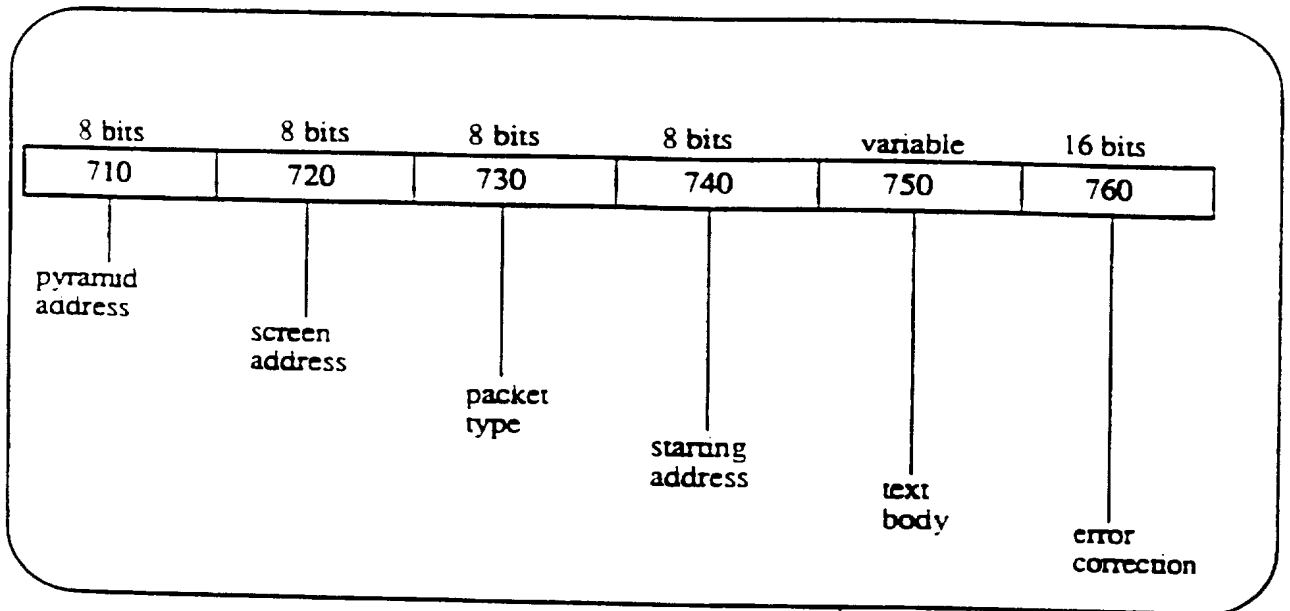 8 bits 8 bits 8 bits 8 bits variable 16 bits
710 720 730 740 750 760
pyramid
address
screen
address
packet
type
starting
address
text
body
error
correction